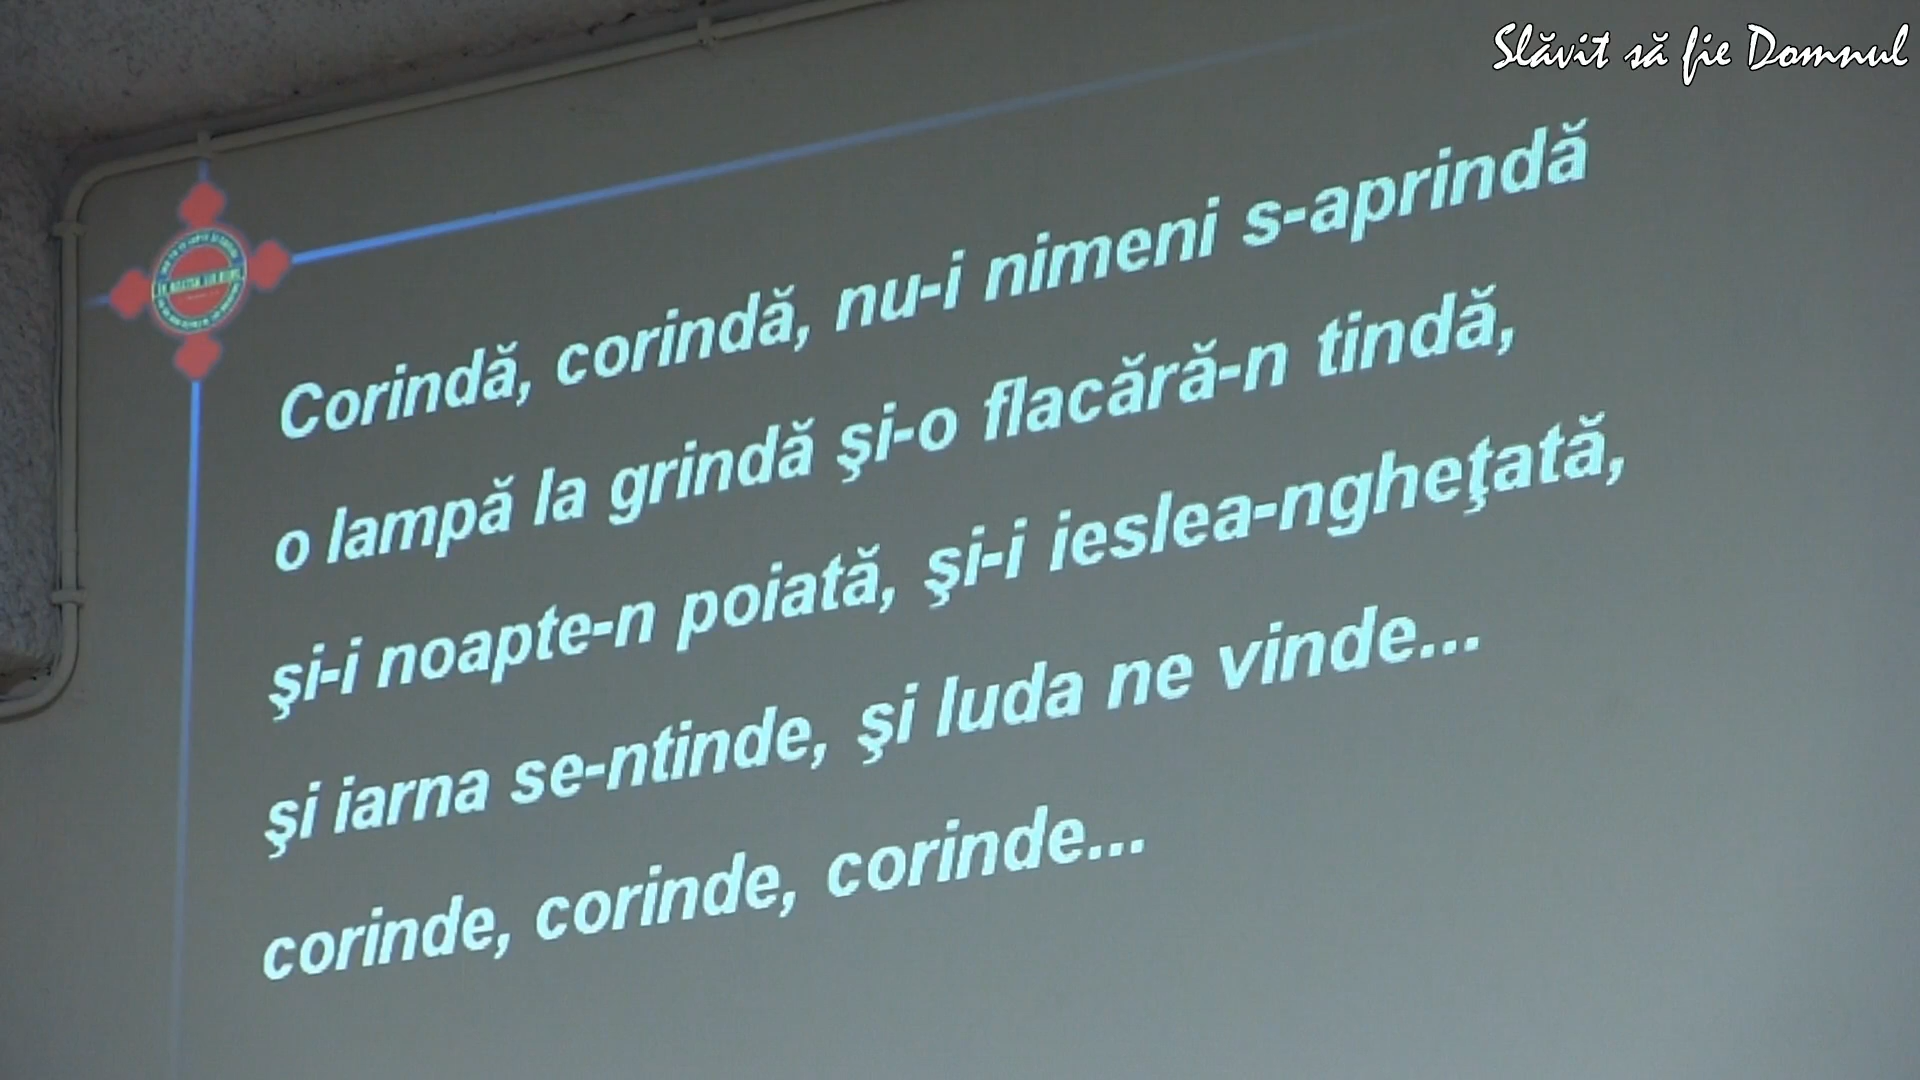 Slăvit să fie Domnul
Corindă, corindă, nu-i nimeni s-aprindă
o lampă la grindă şi-o flacără-n tindă,
şi-i noapte-n poiată, şi-i ieslea-ngheţată,
şi iarna se-ntinde, şi Iuda ne vinde...
corinde, corinde, corinde...